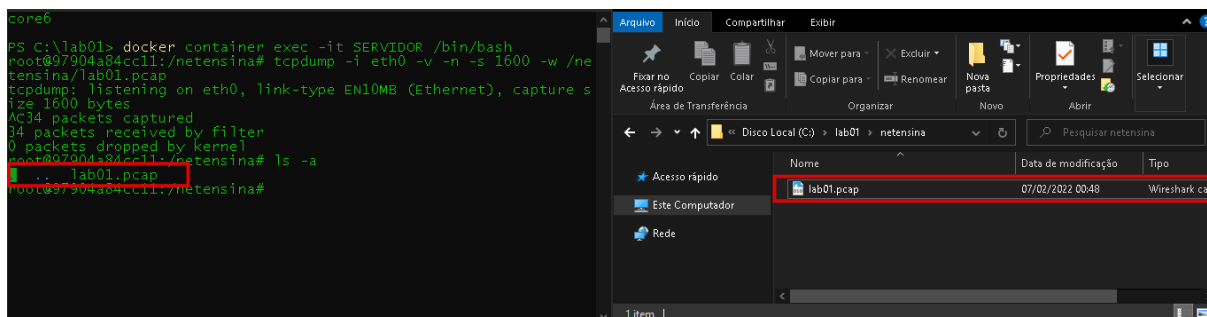 core6
PS C:\lab01> docker container exec -it SERVIDOR /bin/bash
root@97904a84cc11:/netensina# tcpdump -i eth0 -v -n -s 1600 -w /ne
tensina/lab01.pcap
tcpdump: listening on eth0, link-type EN10MB (Ethernet), capture s
ize 1600 bytes
^C34 packets captured
34 packets received by filter
0 packets dropped by kernel
root@97904a84cc11:/netensina# ls -a
. .. lab01.pcap
root@97904a84cc11:/netensina#
Arquivo Início Compartilhar Exibir
Fixar no
Acesso rápido
Copiar
Colar
Área de Transferência
Mover para
Copiar para
Excluir
Renomear
Organizar
Nova
pasta
Novo
Propriedades
Abrir
Selecionar
« Disco Local (C:) > lab01 > netensina
Pesquisar netensina
Nome Data de modificação Tipo
Acesso rápido
Este Computador
Rede
lab01.pcap 07/02/2022 00:48 Wireshark ca
1 item